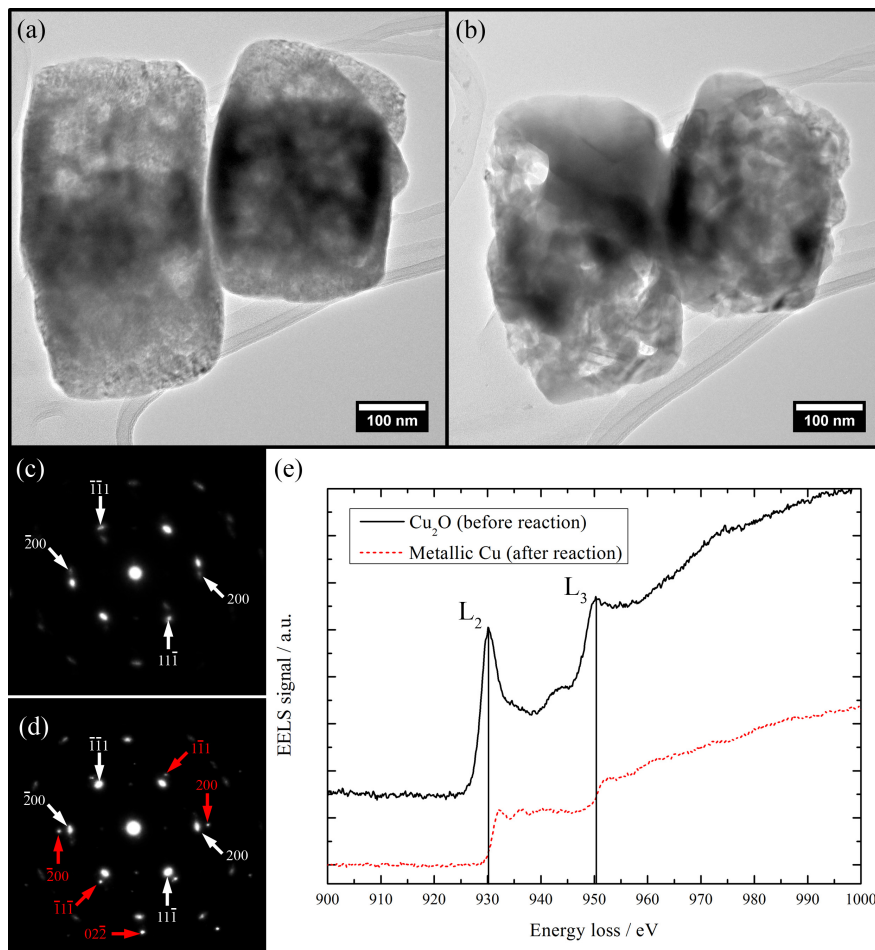 (a)
100 nm
(b)
100 nm
(c)
1̄1̄1
2̄00
200
111̄
(d)
1̄1̄1
11̄1
200
2̄00
200
2̄00
1̄11̄
111̄
022̄
(e)
Cu₂O (before reaction)
Metallic Cu (after reaction)
L₂
L₃
EELS signal / a.u.
900 910 920 930 940 950 960 970 980 990 1000
Energy loss / eV